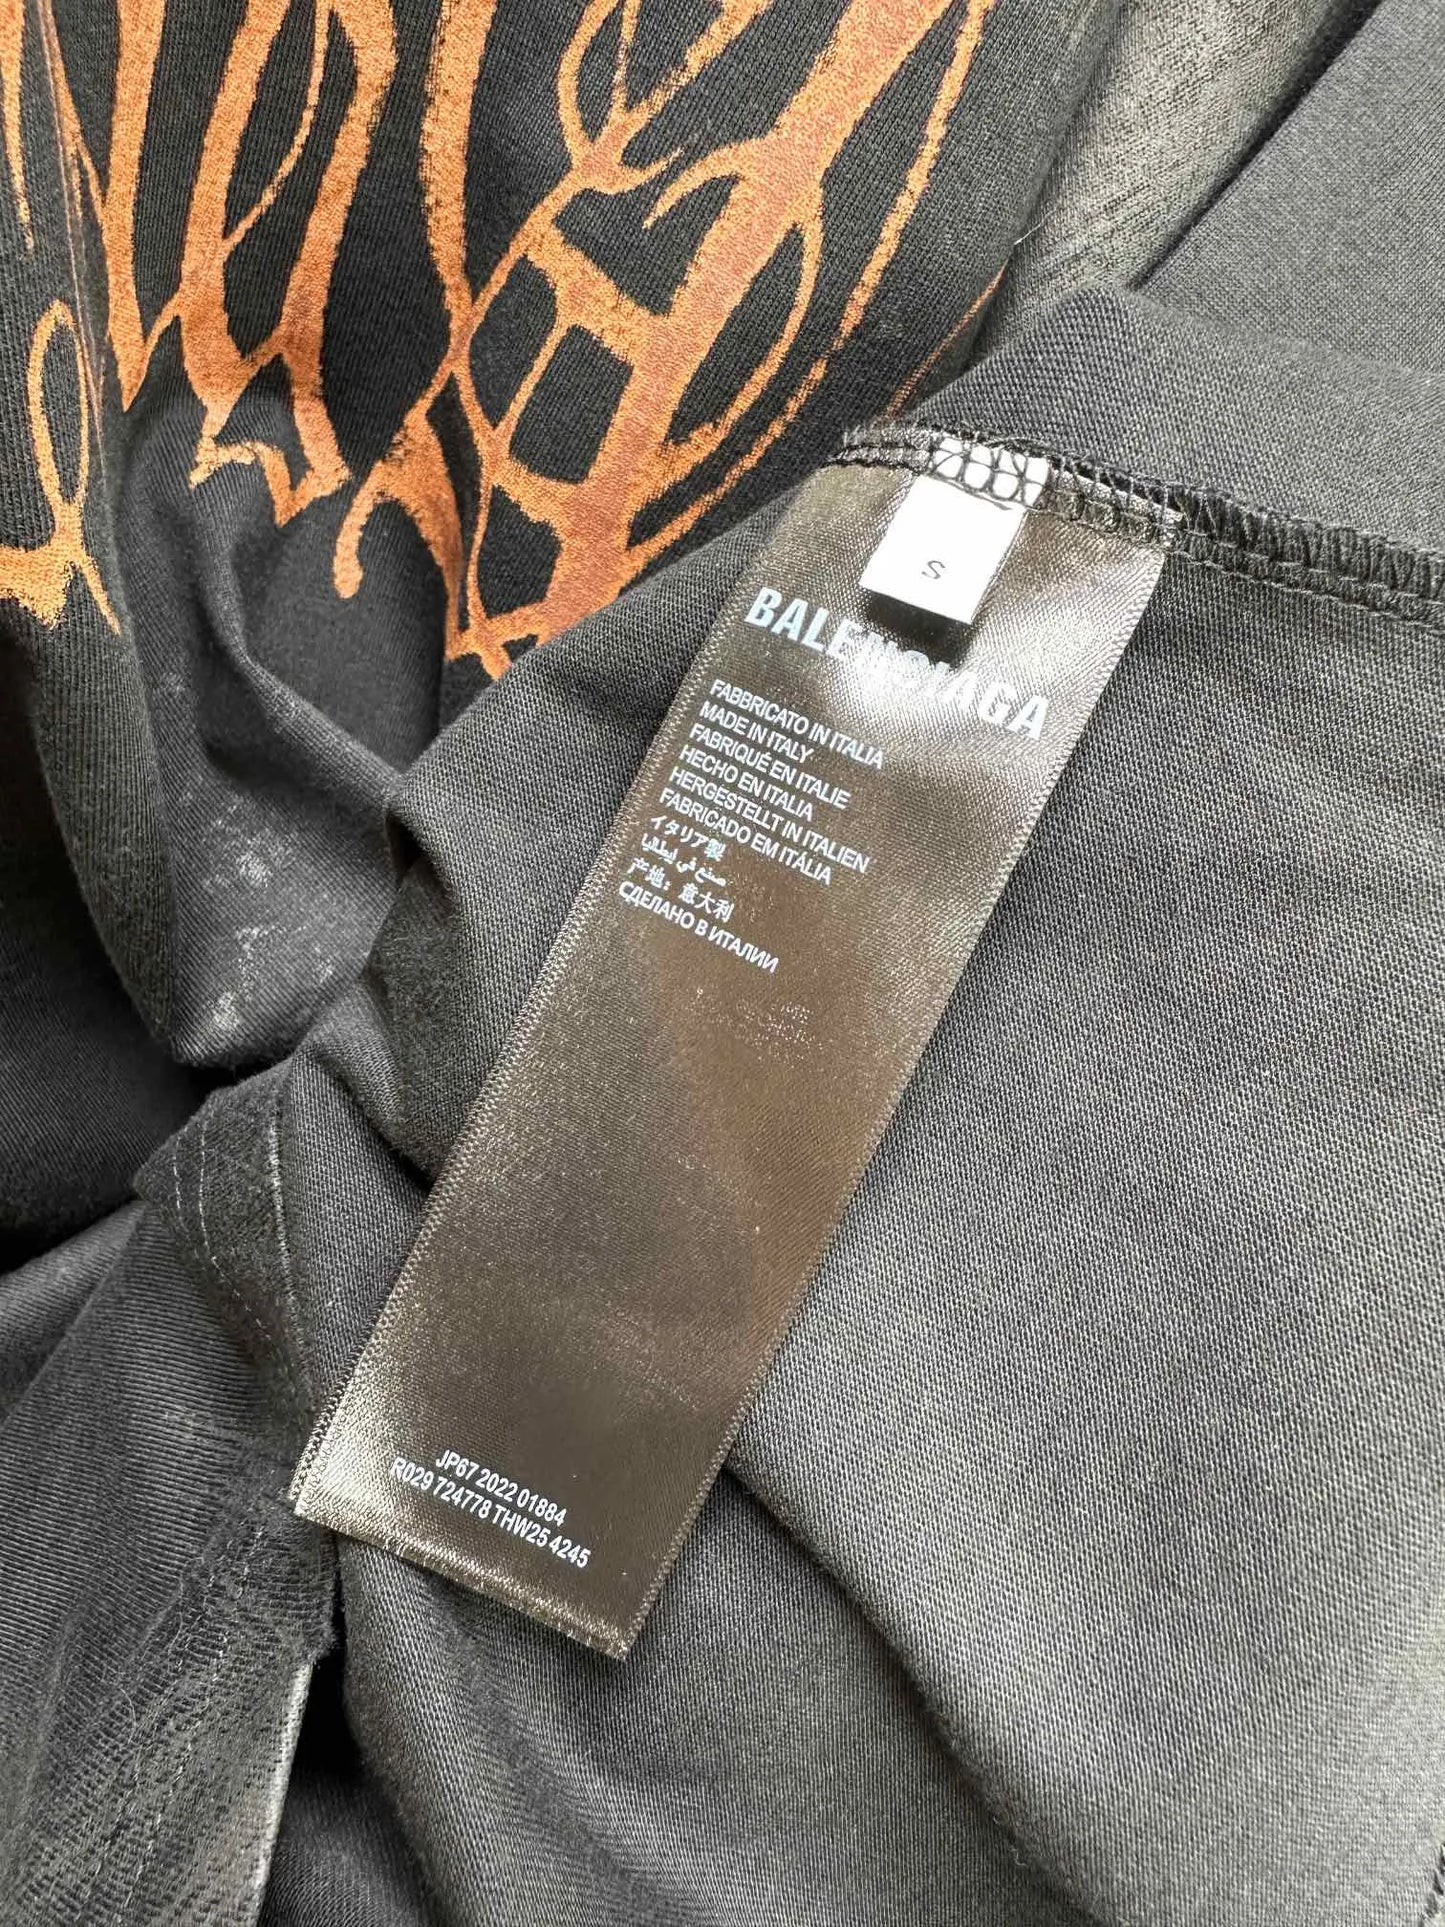 S
BALENCIAGA
FABBRICATO IN ITALIA
MADE IN ITALY
FABRIQUÉ EN ITALIE
HECHO EN ITALIA
HERGESTELLT IN ITALIEN
FABRICADO EM ITÁLIA
イタリア製
صنع في إيطاليا
产地：意大利
СДЕЛАНО В ИТАЛИИ
JP67 2022 01884
R029 724778 THW25 4245